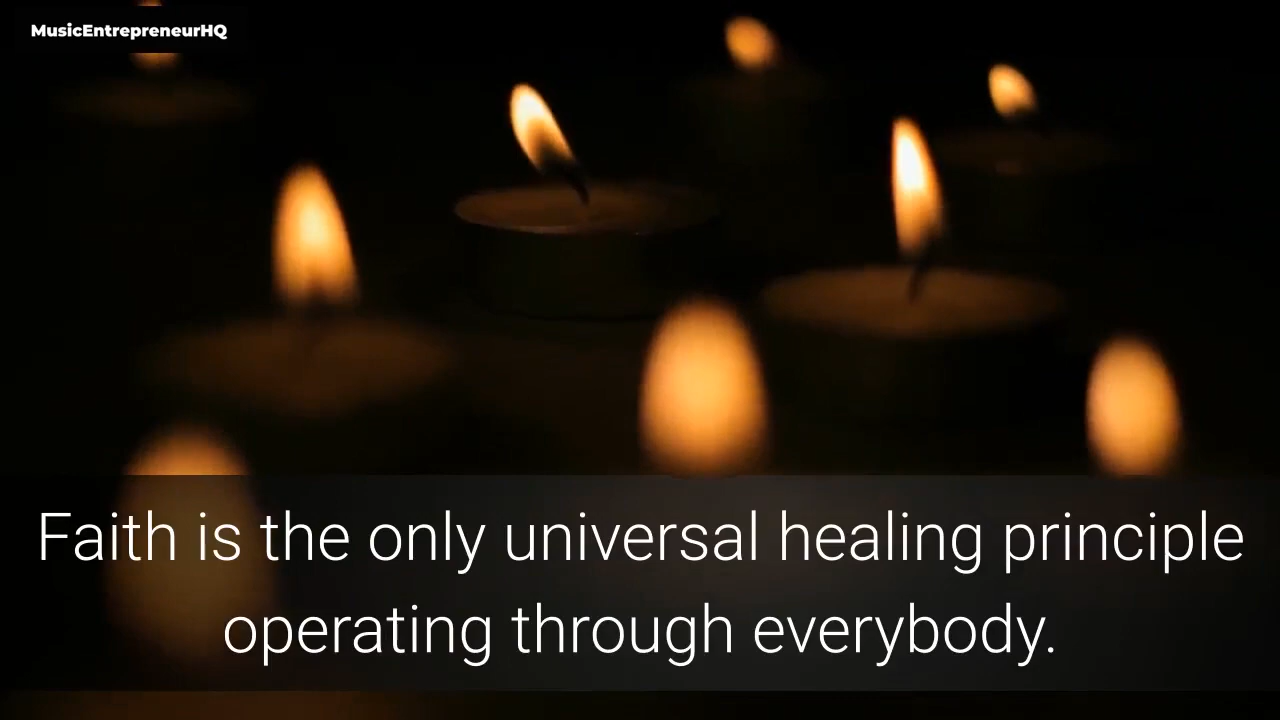 MusicEntrepreneurHQ
Faith is the only universal healing principle
operating through everybody.